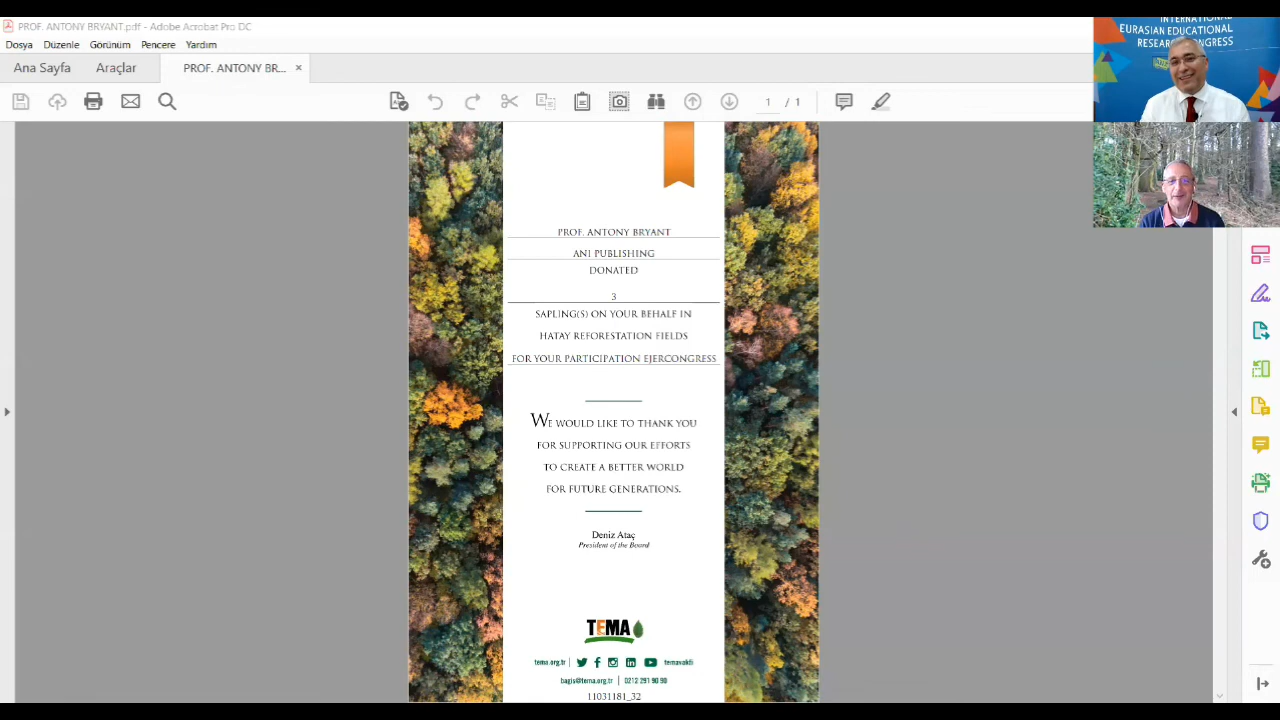 PROF. ANTONY BRYANT.pdf - Adobe Acrobat Pro DC
Dosya Düzenle Görünüm Pencere Yardım
Ana Sayfa Araçlar PROF. ANTONY BR... ×
1 / 1
INTERNATIONAL
EURASIAN EDUCATIONAL
RESEARCH CONGRESS
PROF. ANTONY BRYANT
ANI PUBLISHING
DONATED
3
SAPLING(S) ON YOUR BEHALF IN
HATAY REFORESTATION FIELDS
FOR YOUR PARTICIPATION EJERCONGRESS
WE WOULD LIKE TO THANK YOU
FOR SUPPORTING OUR EFFORTS
TO CREATE A BETTER WORLD
FOR FUTURE GENERATIONS.
Deniz Ataç
President of the Board
TEMA
tema.org.tr | temavakfi
bagis@tema.org.tr | 0212 291 90 90
11031181_32